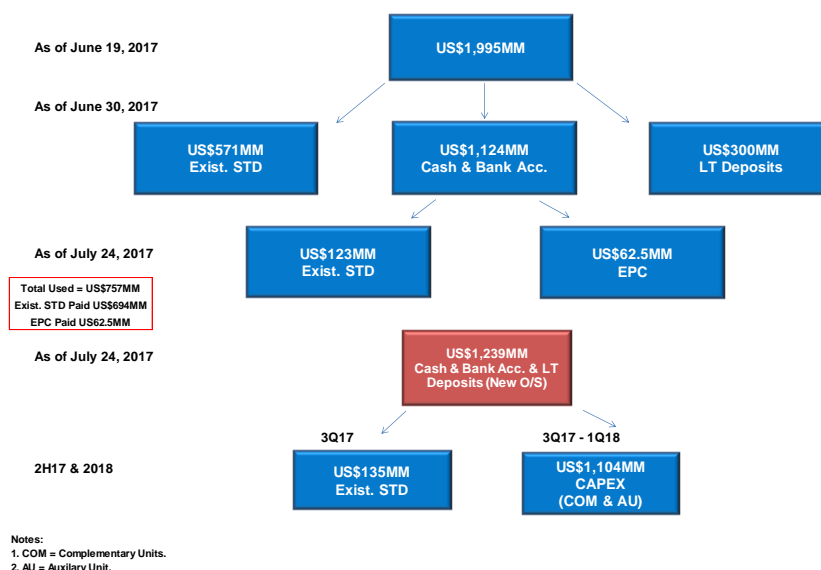 As of June 19, 2017
US$1,995MM
As of June 30, 2017
US$571MM
Exist. STD
US$1,124MM
Cash & Bank Acc.
US$300MM
LT Deposits
As of July 24, 2017
US$123MM
Exist. STD
US$62.5MM
EPC
Total Used = US$757MM
Exist. STD Paid US$694MM
EPC Paid US62.5MM
As of July 24, 2017
US$1,239MM
Cash & Bank Acc. & LT
Deposits (New O/S)
3Q17
3Q17 - 1Q18
2H17 & 2018
US$135MM
Exist. STD
US$1,104MM
CAPEX
(COM & AU)
Notes:
1. COM = Complementary Units.
2. AU = Auxilary Unit.